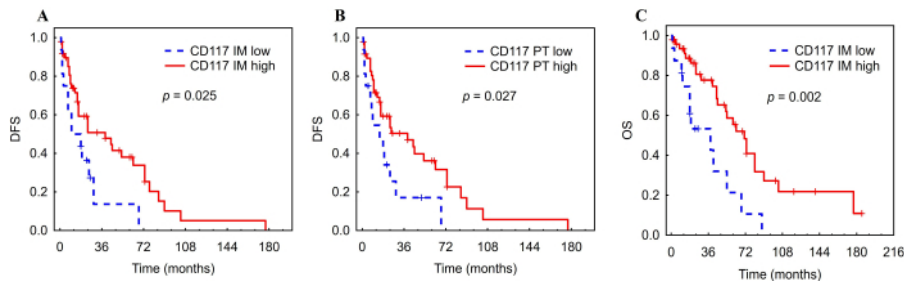 A
DFS
1.0
0.8
0.6
0.4
0.2
0.0
CD117 IM low
CD117 IM high
p = 0.025
0 36 72 108 144 180
Time (months)
B
DFS
1.0
0.8
0.6
0.4
0.2
0.0
CD117 PT low
CD117 PT high
p = 0.027
0 36 72 108 144 180
Time (months)
C
OS
1.0
0.8
0.6
0.4
0.2
0.0
CD117 IM low
CD117 IM high
p = 0.002
0 36 72 108 144 180 216
Time (months)